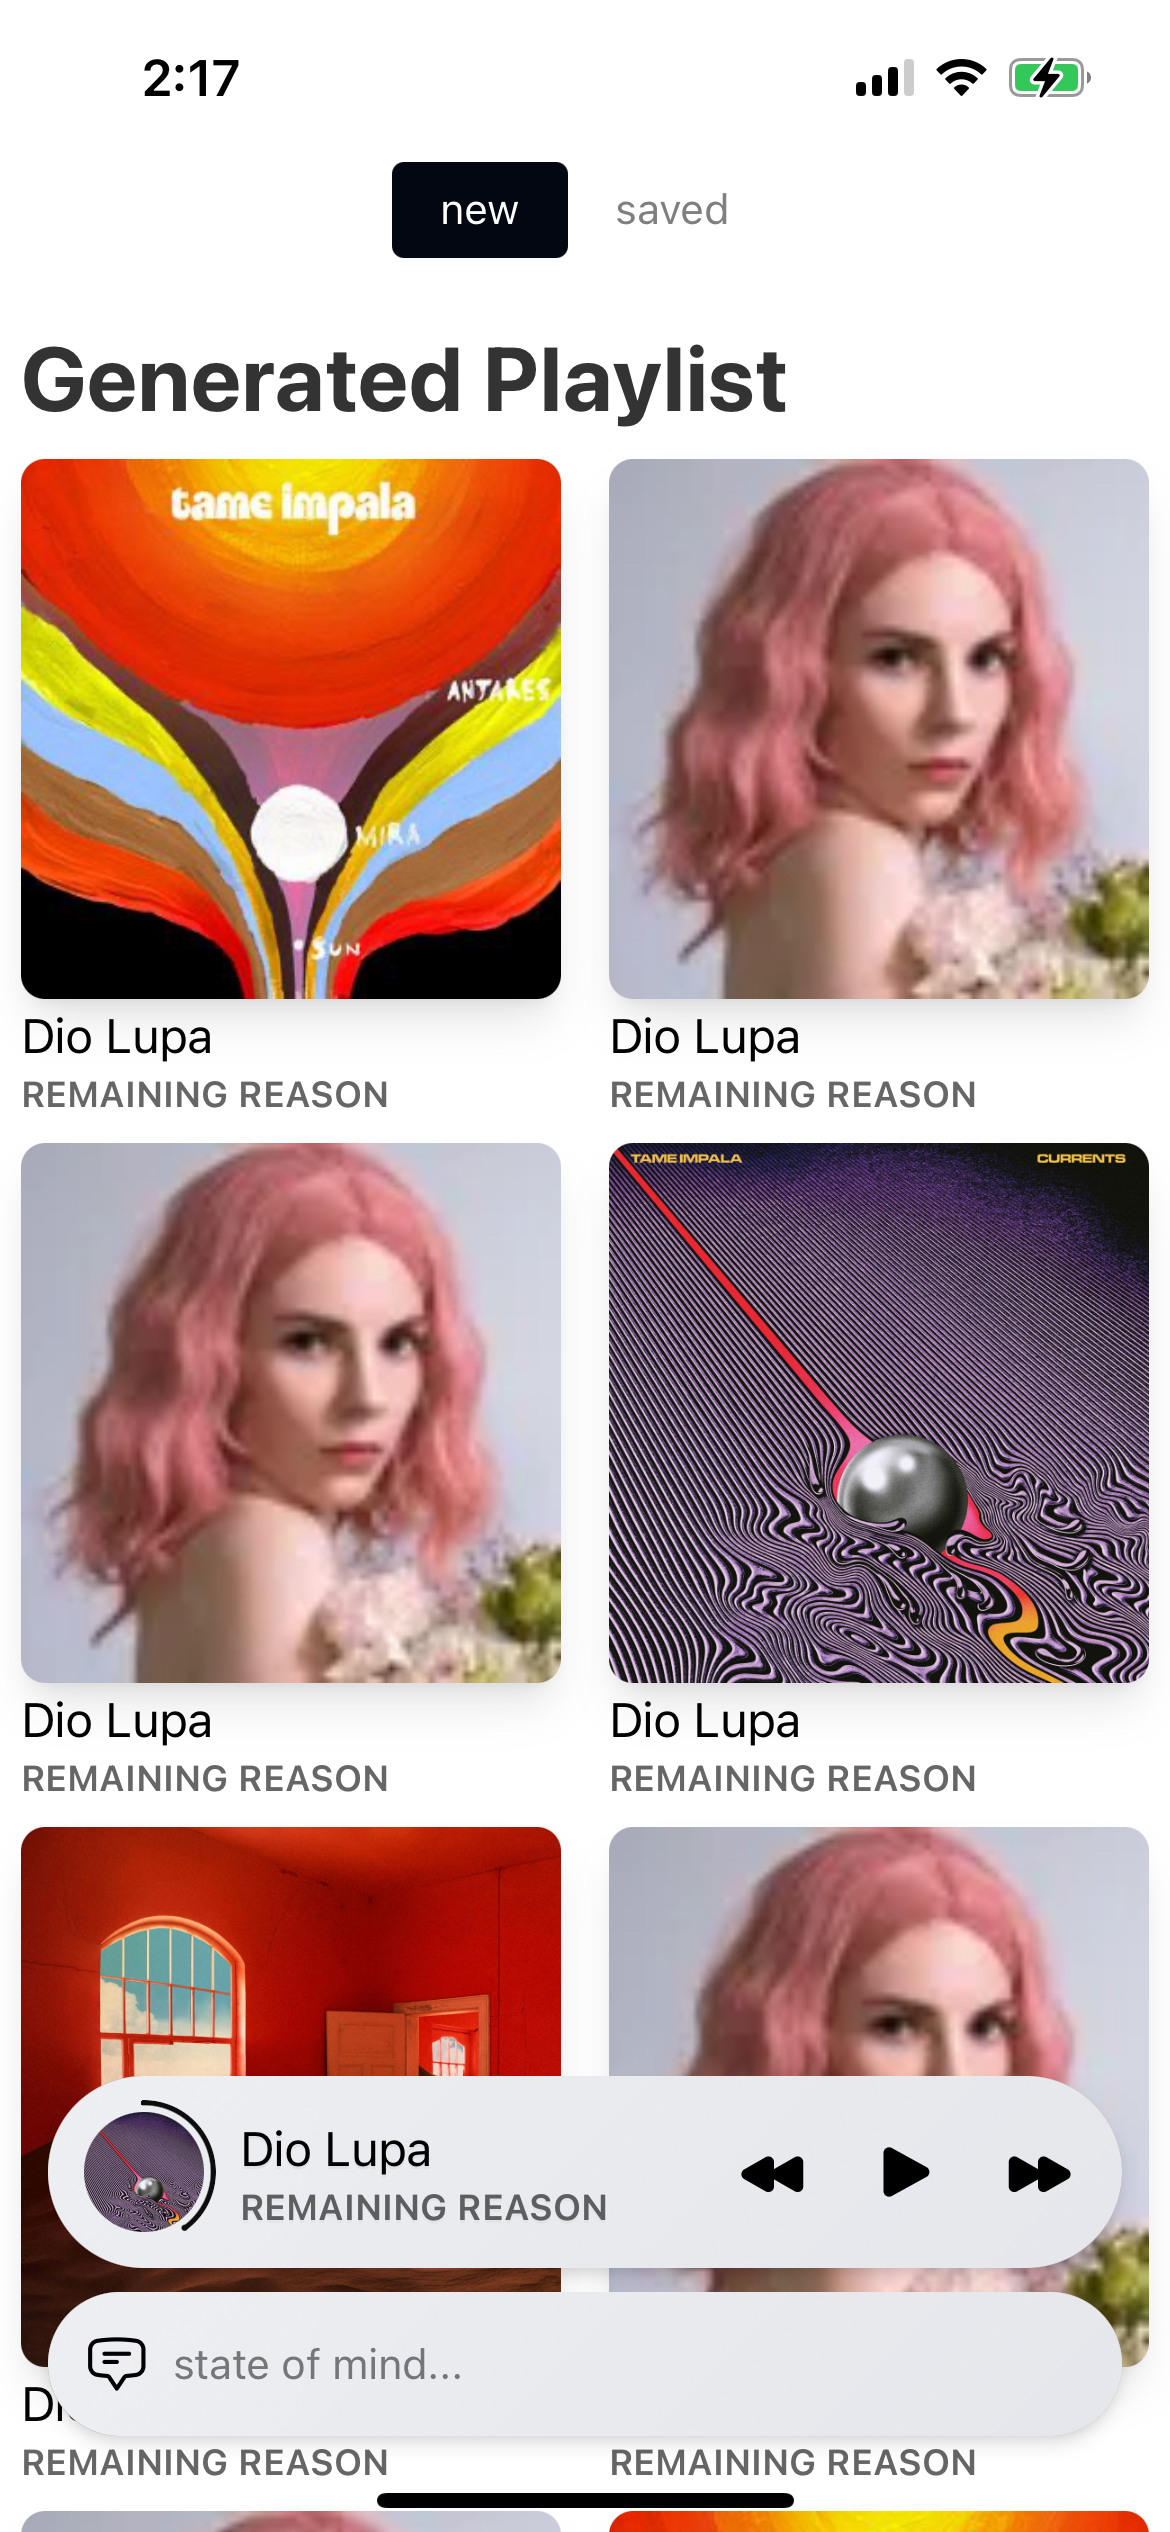 2:17
new
saved
Generated Playlist
tame impala
ANTARES
MIRA
SUN
Dio Lupa
REMAINING REASON
Dio Lupa
REMAINING REASON
TAME IMPALA
CURRENTS
Dio Lupa
REMAINING REASON
Dio Lupa
REMAINING REASON
Dio Lupa
REMAINING REASON
state of mind...
REMAINING REASON
REMAINING REASON